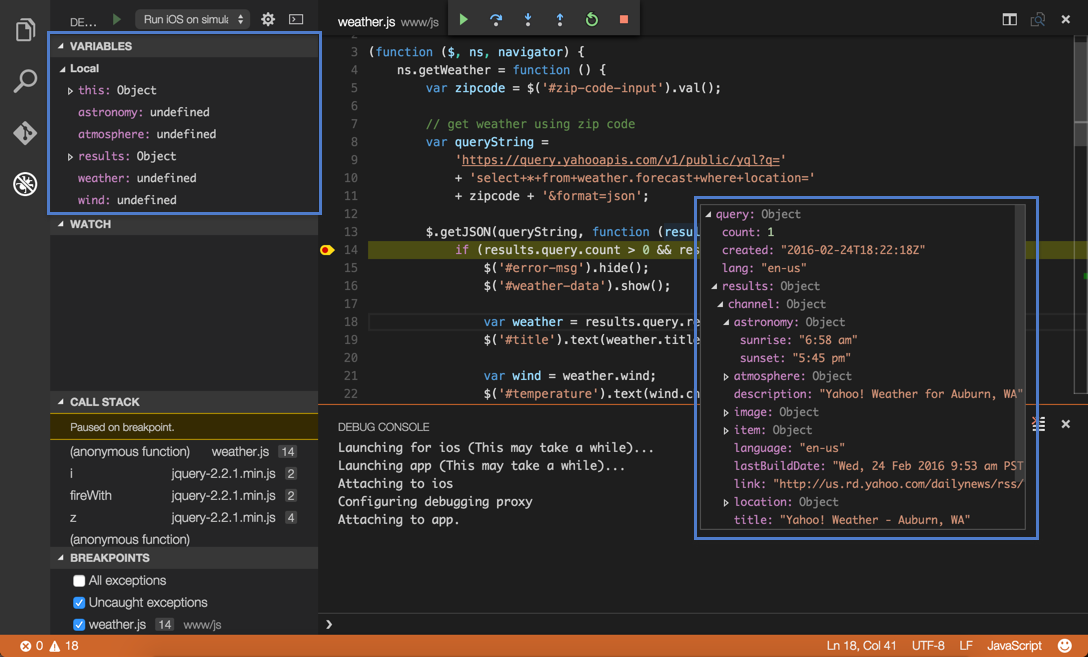 DE...
Run iOS on simula
VARIABLES
Local
this: Object
astronomy: undefined
atmosphere: undefined
results: Object
weather: undefined
wind: undefined
WATCH
CALL STACK
Paused on breakpoint.
(anonymous function) weather.js 14
i jquery-2.2.1.min.js 2
fireWith jquery-2.2.1.min.js 2
z jquery-2.2.1.min.js 4
(anonymous function)
BREAKPOINTS
All exceptions
Uncaught exceptions
weather.js 14 www/js
weather.js www/js
3 (function ($, ns, navigator) {
4 ns.getWeather = function () {
5 var zipcode = $('#zip-code-input').val();
6
7 // get weather using zip code
8 var queryString =
9 'https://query.yahooapis.com/v1/public/yql?q='
10 + 'select+*+from+weather.forecast+where+location='
11 + zipcode + '&format=json';
12
13 $.getJSON(queryString, function (resul
14 if (results.query.count > 0 && res
15 $('#error-msg').hide();
16 $('#weather-data').show();
17
18 var weather = results.query.re
19 $('#title').text(weather.title
20
21 var wind = weather.wind;
22 $('#temperature').text(wind.ch
query: Object
count: 1
created: "2016-02-24T18:22:18Z"
lang: "en-us"
results: Object
channel: Object
astronomy: Object
sunrise: "6:58 am"
sunset: "5:45 pm"
atmosphere: Object
description: "Yahoo! Weather for Auburn, WA"
image: Object
item: Object
language: "en-us"
lastBuildDate: "Wed, 24 Feb 2016 9:53 am PST
link: "http://us.rd.yahoo.com/dailynews/rss/
location: Object
title: "Yahoo! Weather - Auburn, WA"
DEBUG CONSOLE
Launching for ios (This may take a while)...
Launching app (This may take a while)...
Attaching to ios
Configuring debugging proxy
Attaching to app.
0 18
Ln 18, Col 41 UTF-8 LF JavaScript